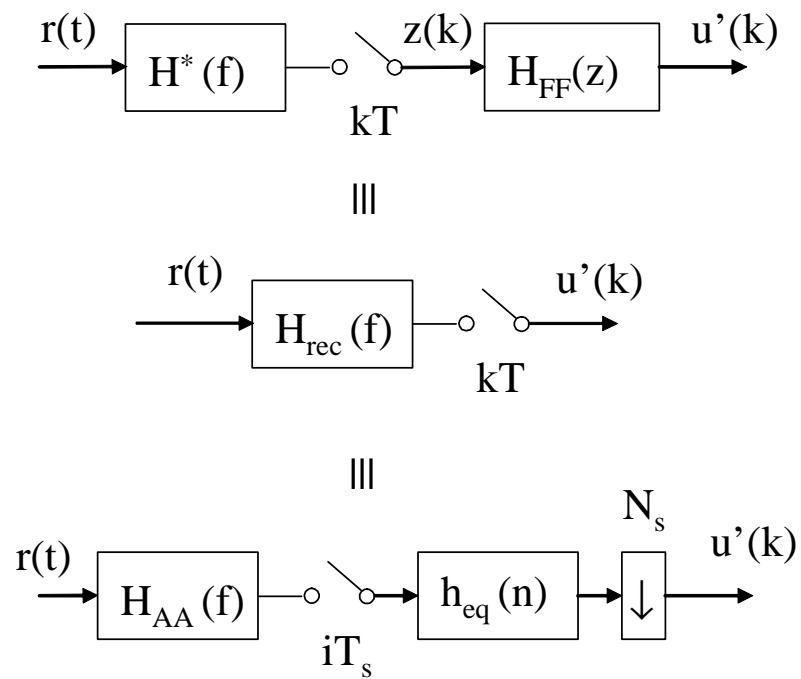 r(t) H*(f) z(k) H_FF(z) u’(k)
kT
≡
r(t) H_rec(f) u’(k)
kT
≡
N_s
r(t) H_AA(f) h_eq(n) ↓ u’(k)
iT_s